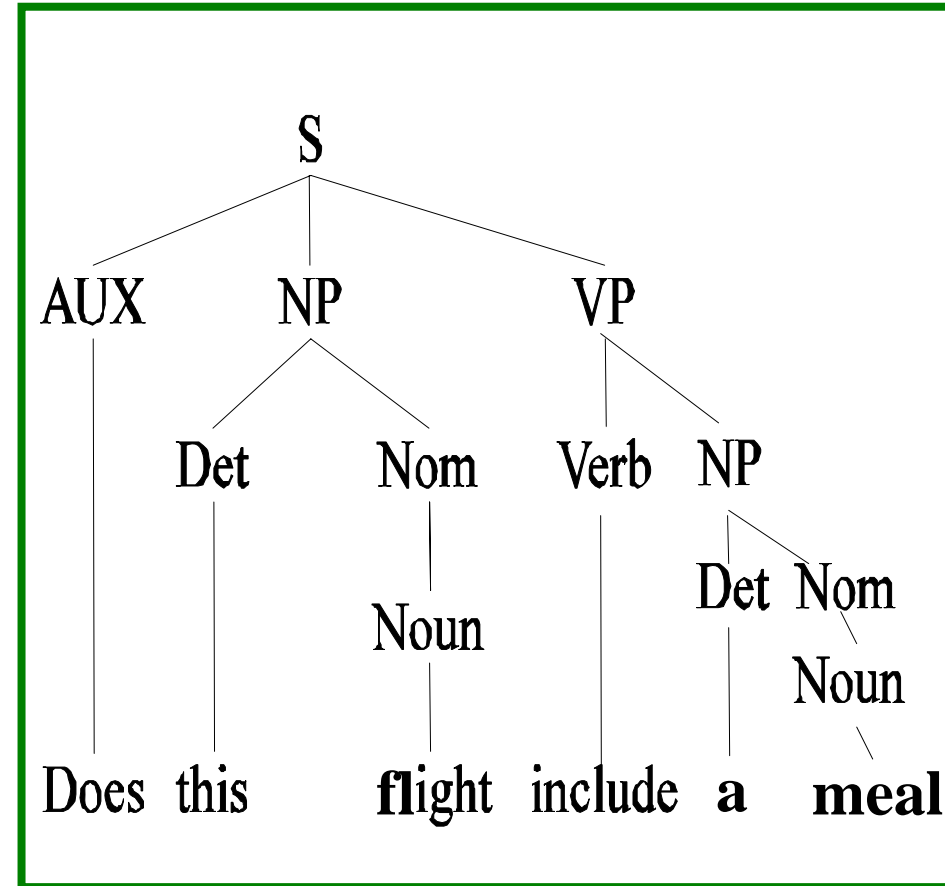 S
AUX NP VP
Det Nom Verb NP
Det Nom
Noun
Noun
Does this flight include a meal